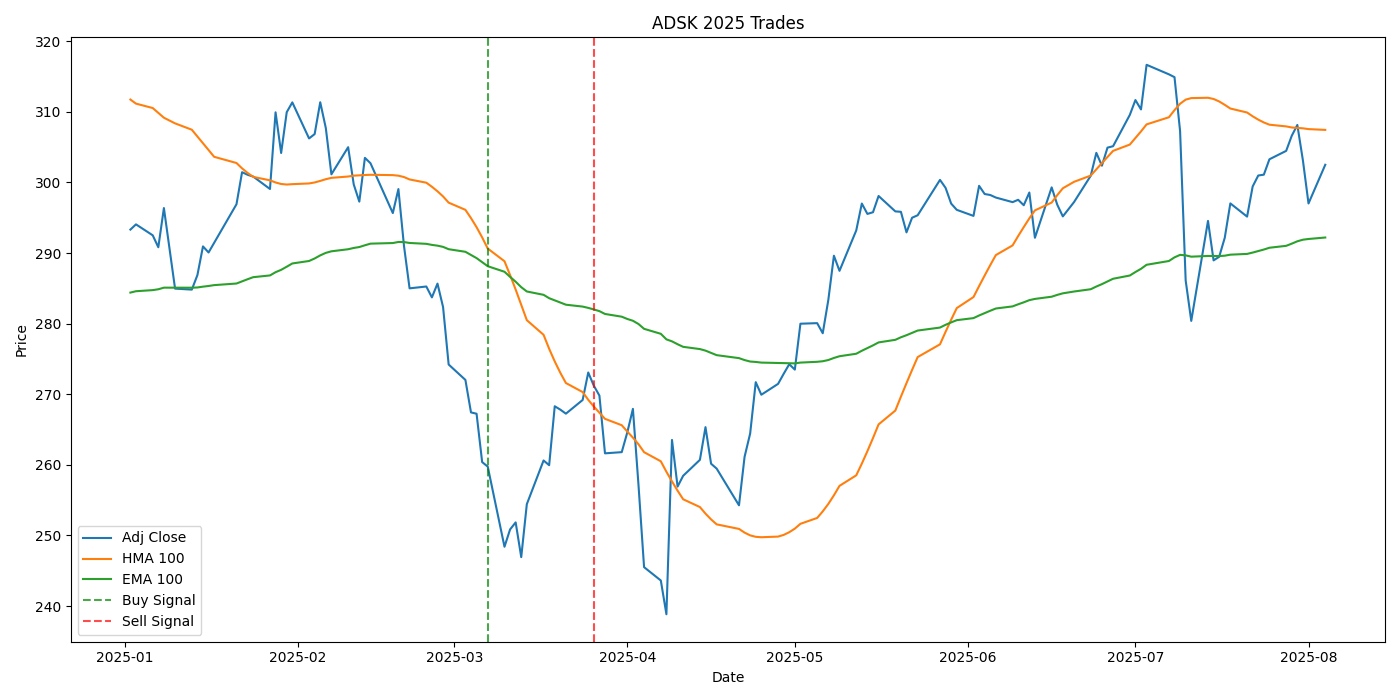 ADSK 2025 Trades
320
310
300
290
280
270
260
250
240
Price
Adj Close
HMA 100
EMA 100
Buy Signal
Sell Signal
2025-01
2025-02
2025-03
2025-04
2025-05
2025-06
2025-07
2025-08
Date